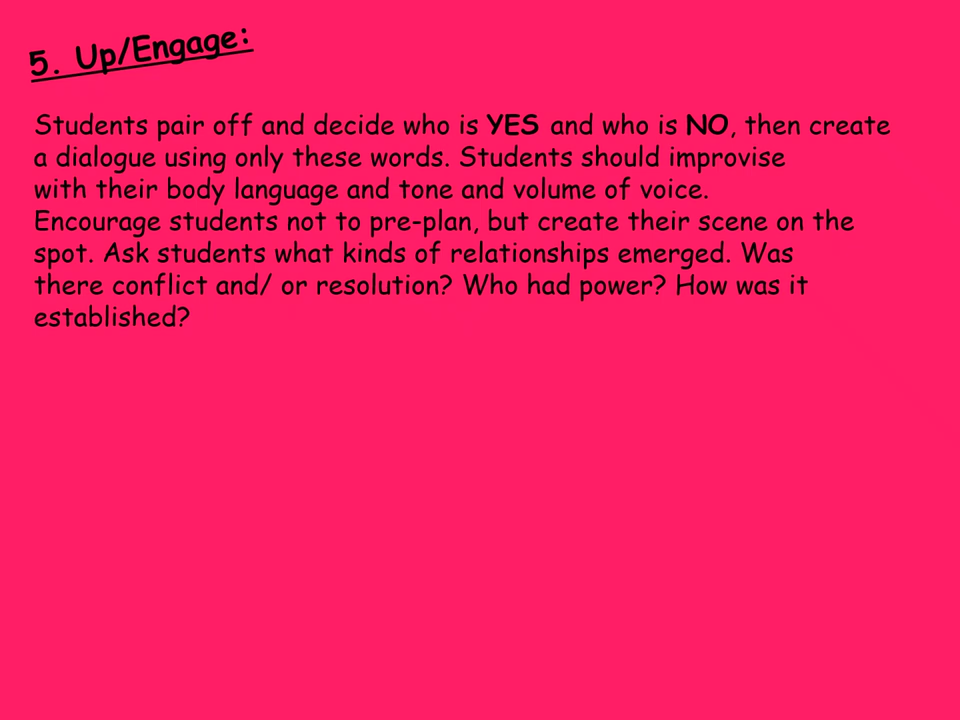 5. Up/Engage:
Students pair off and decide who is YES and who is NO, then create
a dialogue using only these words. Students should improvise
with their body language and tone and volume of voice.
Encourage students not to pre-plan, but create their scene on the
spot. Ask students what kinds of relationships emerged. Was
there conflict and/ or resolution? Who had power? How was it
established?